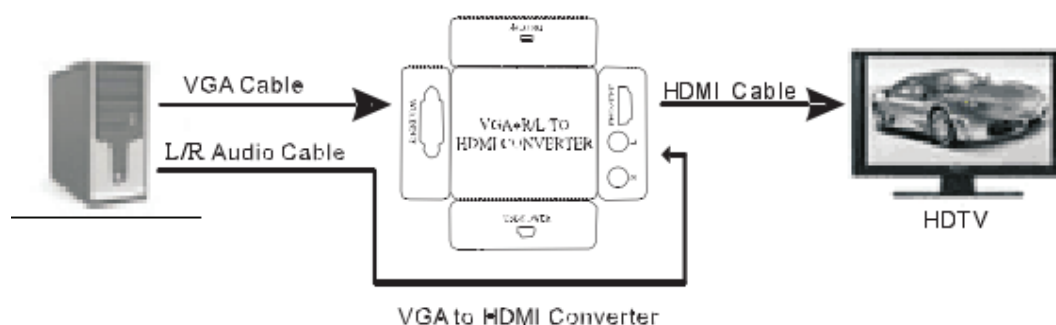 VGA Cable
L/R Audio Cable
VGA+R/L TO
HDMI CONVERTER
HDMI Cable
HDTV
VGA to HDMI Converter